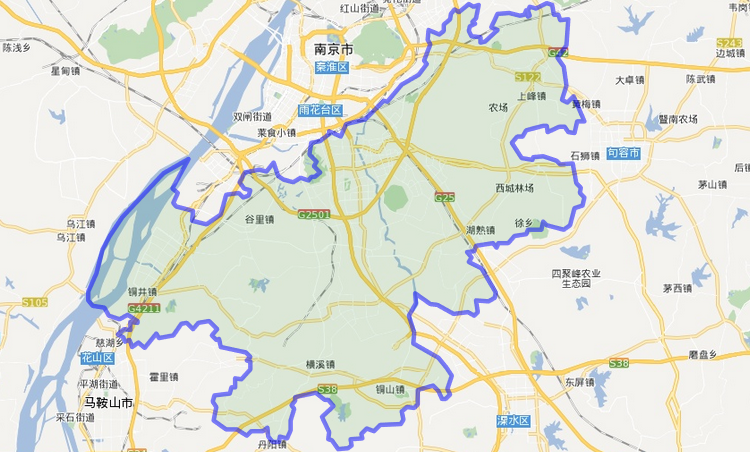 红山街道
陈浅乡
星甸镇
南京市
秦淮区
雨花台区
双闸街道
莱食小镇
G42
S243
边城镇
S122
大卓镇
陈武镇
上峰镇
农场
黄梅镇
暨南农场
句容市
石狮镇
茅山镇
西城林场
G25
G2501
谷里镇
徐乡
湖熟镇
乌江镇
乌江镇
四聚峰农业
生态园
茅西镇
铜井镇
S105
G4211
慈湖乡
花山区
磨盘乡
S38
横溪镇
霍里镇
平湖街道
东屏镇
S38
铜山镇
马鞍山市
采石街道
溧水区
丹阳镇